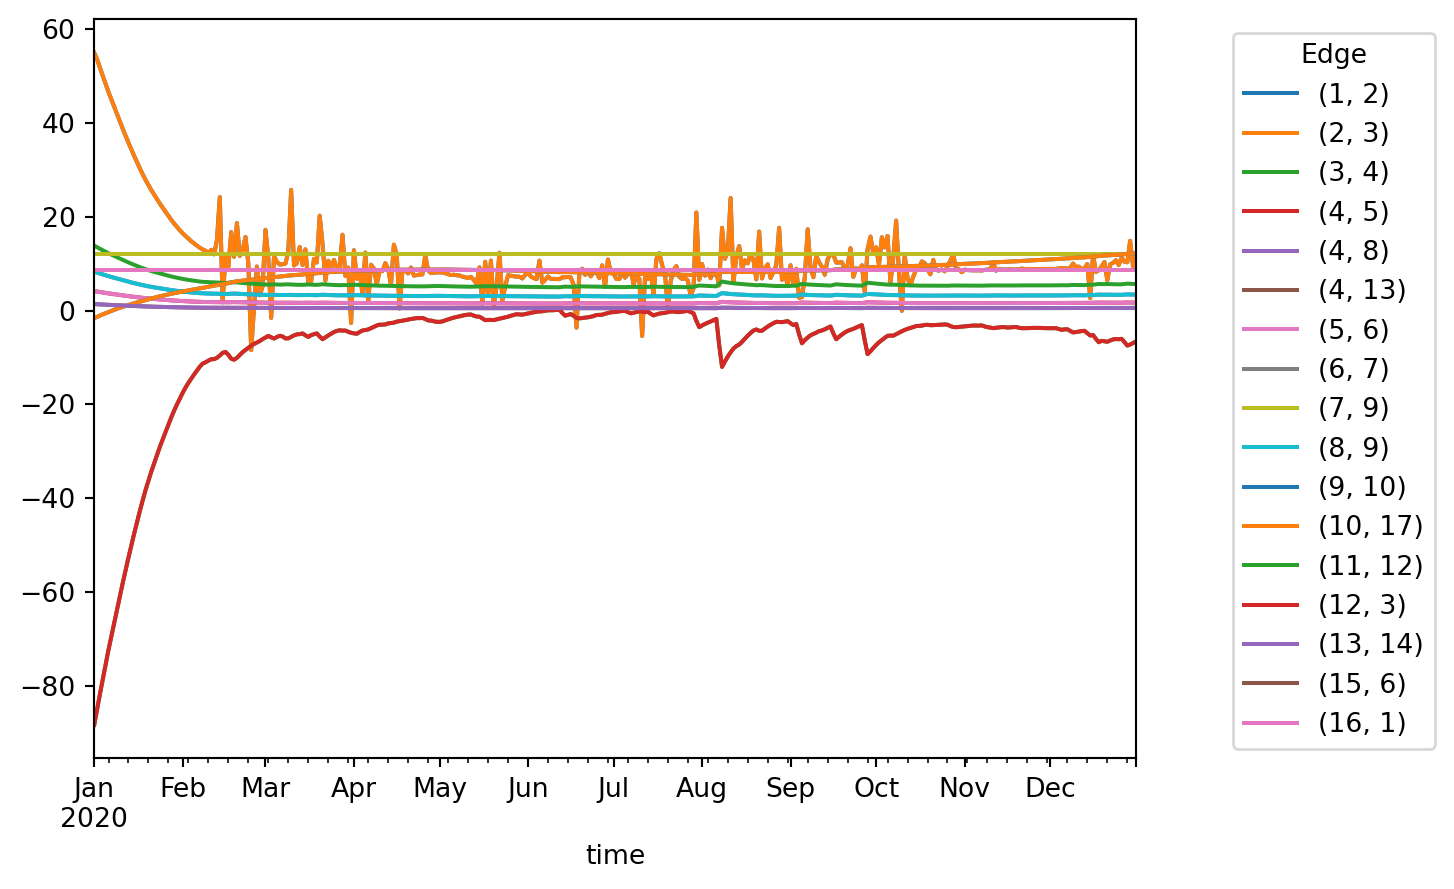 60
40
20
0
−20
−40
−60
−80
Jan
2020
Feb
Mar
Apr
May
Jun
Jul
Aug
Sep
Oct
Nov
Dec
time
Edge
(1, 2)
(2, 3)
(3, 4)
(4, 5)
(4, 8)
(4, 13)
(5, 6)
(6, 7)
(7, 9)
(8, 9)
(9, 10)
(10, 17)
(11, 12)
(12, 3)
(13, 14)
(15, 6)
(16, 1)